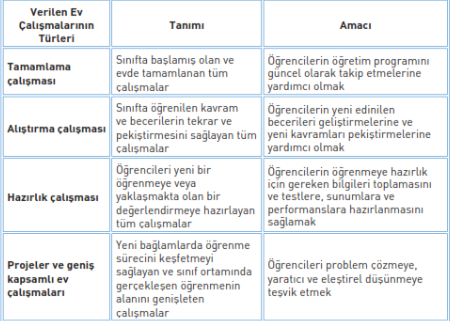 Verilen Ev
Çalışmalarının
Türleri
Tanımı
Amacı
Tamamlama
çalışması
Sınıfta başlamış olan ve
evde tamamlanan tüm
çalışmalar
Öğrencilerin öğretim programını
güncel olarak takip etmelerine
yardımcı olmak
Alıştırma çalışması
Sınıfta öğrenilen kavram
ve becerilerin tekrar ve
pekiştirmesini sağlayan tüm
çalışmalar
Öğrencilerin yeni edinilen
becerileri geliştirmelerine ve
yeni kavramları pekiştirmelerine
yardımcı olmak
Hazırlık çalışması
Öğrencileri yeni bir
öğrenmeye veya
yaklaşmakta olan bir
değerlendirmeye hazırlayan
tüm çalışmalar
Öğrencilerin öğrenmeye hazırlık
için gereken bilgileri toplamasını
ve testlere, sunumlara ve
performanslara hazırlanmasını
sağlamak
Projeler ve geniş
kapsamlı ev
çalışmaları
Yeni bağlamlarda öğrenme
sürecini keşfetmeyi
sağlayan ve sınıf ortamında
gerçekleşen öğrenmenin
alanını genişleten
çalışmalar
Öğrencileri problem çözmeye,
yaratıcı ve eleştirel düşünmeye
teşvik etmek